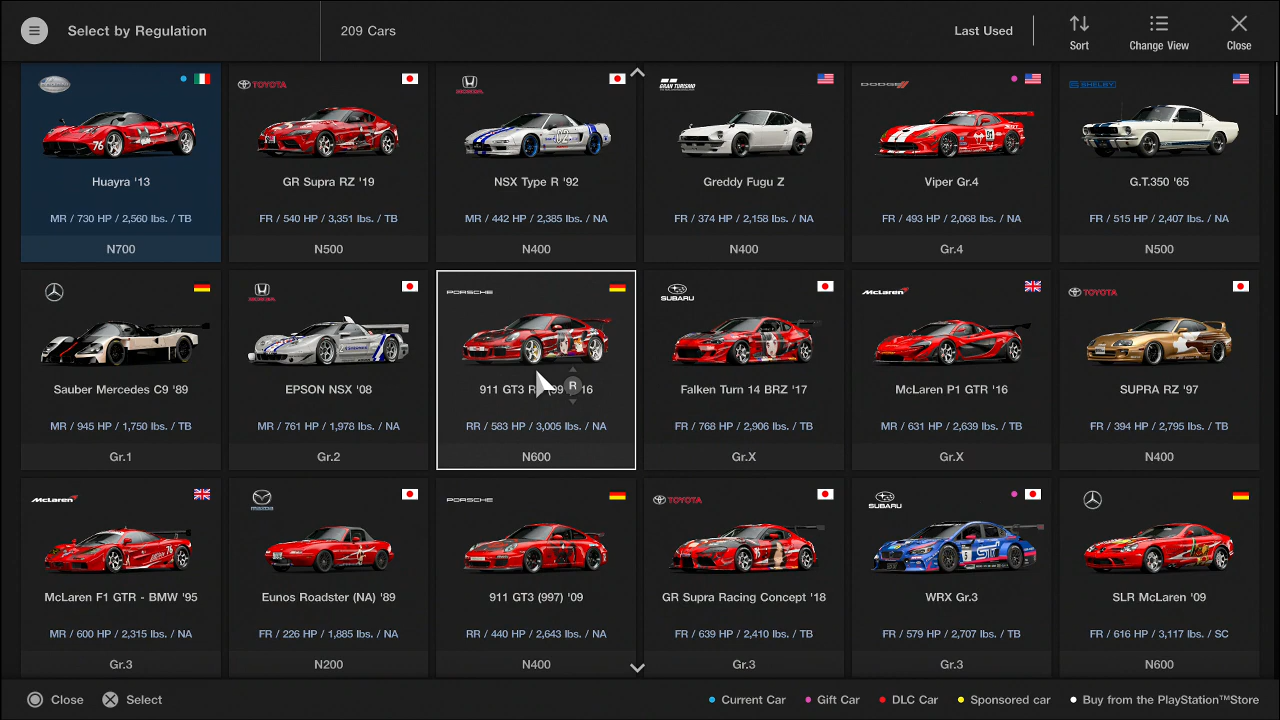 Select by Regulation
209 Cars
Last Used
Sort
Change View
Close
Huayra '13
MR / 730 HP / 2,560 lbs. / TB
N700
TOYOTA
GR Supra RZ '19
FR / 540 HP / 3,351 lbs. / TB
N500
HONDA
NSX Type R '92
MR / 442 HP / 2,385 lbs. / NA
N400
GRAN TURISMO
Greddy Fugu Z
FR / 374 HP / 2,158 lbs. / NA
N400
DODGE
Viper Gr.4
FR / 493 HP / 2,068 lbs. / NA
Gr.4
SHELBY
G.T.350 '65
FR / 515 HP / 2,407 lbs. / NA
N500
Sauber Mercedes C9 '89
MR / 945 HP / 1,750 lbs. / TB
Gr.1
HONDA
EPSON NSX '08
MR / 761 HP / 1,978 lbs. / NA
Gr.2
PORSCHE
911 GT3 R
16
R
RR / 583 HP / 3,005 lbs. / NA
N600
SUBARU
Falken Turn 14 BRZ '17
FR / 768 HP / 2,906 lbs. / TB
Gr.X
McLaren
McLaren P1 GTR '16
MR / 631 HP / 2,639 lbs. / TB
Gr.X
TOYOTA
SUPRA RZ '97
FR / 394 HP / 2,795 lbs. / TB
N400
McLaren
McLaren F1 GTR - BMW '95
MR / 600 HP / 2,315 lbs. / NA
Gr.3
mazda
Eunos Roadster (NA) '89
FR / 226 HP / 1,885 lbs. / NA
N200
PORSCHE
911 GT3 (997) '09
RR / 440 HP / 2,643 lbs. / NA
N400
TOYOTA
GR Supra Racing Concept '18
FR / 639 HP / 2,410 lbs. / TB
Gr.3
SUBARU
WRX Gr.3
FR / 579 HP / 2,707 lbs. / TB
Gr.3
SLR McLaren '09
FR / 616 HP / 3,117 lbs. / SC
N600
Close
Select
Current Car
Gift Car
DLC Car
Sponsored car
Buy from the PlayStation™Store